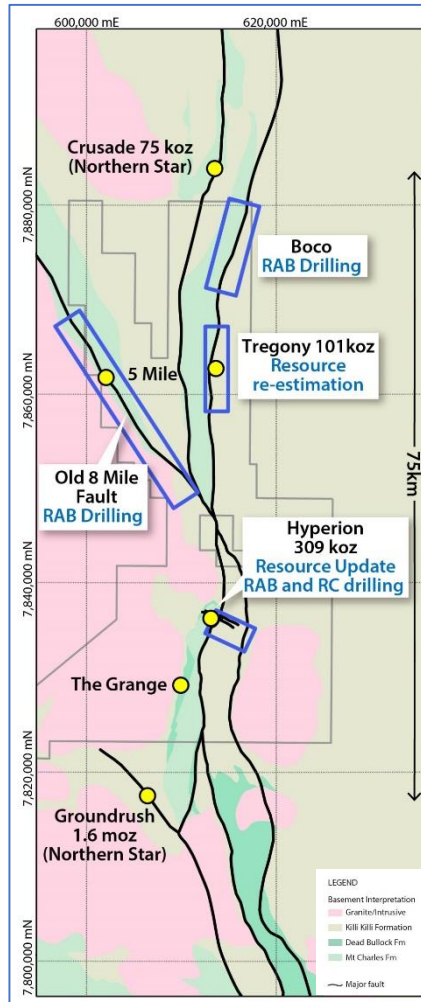 600,000 mE
620,000 mE
Crusade 75 koz
(Northern Star)
7,880,000 mN
Boco
RAB Drilling
Tregony 101koz
Resource
re-estimation
5 Mile
7,860,000 mN
75km
Old 8 Mile
Fault
RAB Drilling
Hyperion
309 koz
Resource Update
RAB and RC drilling
7,840,000 mN
The Grange
7,820,000 mN
Groundrush
1.6 moz
(Northern Star)
LEGEND
Basement Interpretation
Granite/Intrusive
Killi Killi Formation
Dead Bullock Fm
Mt Charles Fm
Major fault
7,800,000 mN